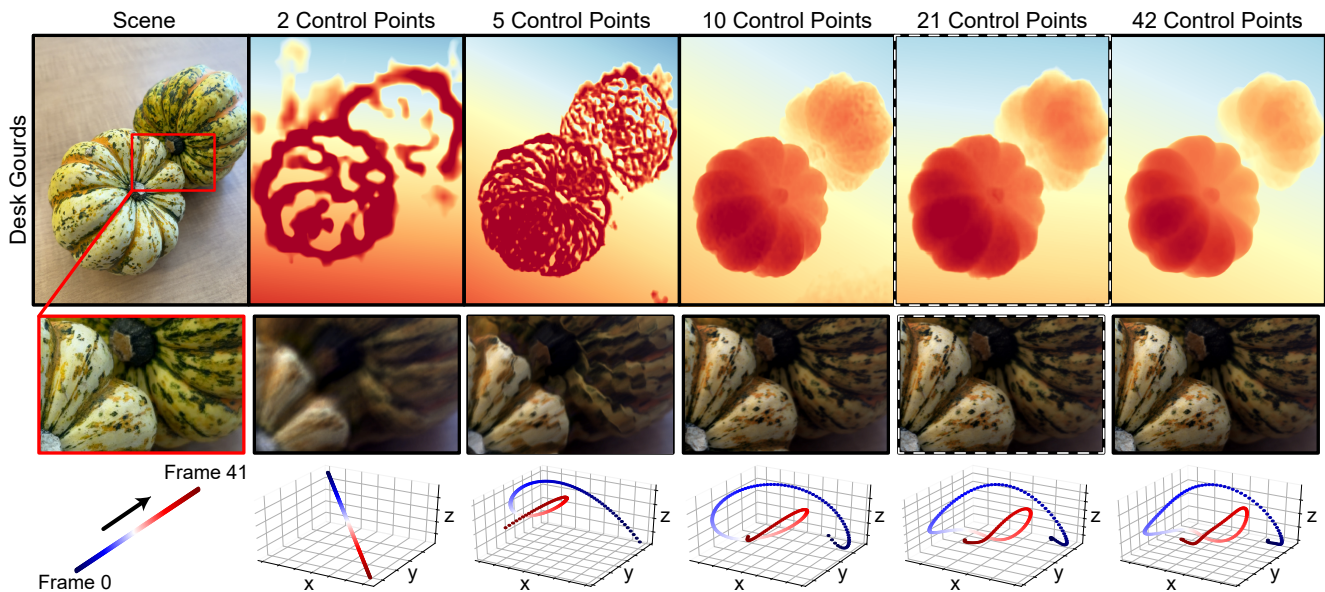 Scene
2 Control Points
5 Control Points
10 Control Points
21 Control Points
42 Control Points
Desk Gourds
Frame 41
Frame 0
x
y
z
x
y
z
x
y
z
x
y
z
x
y
z